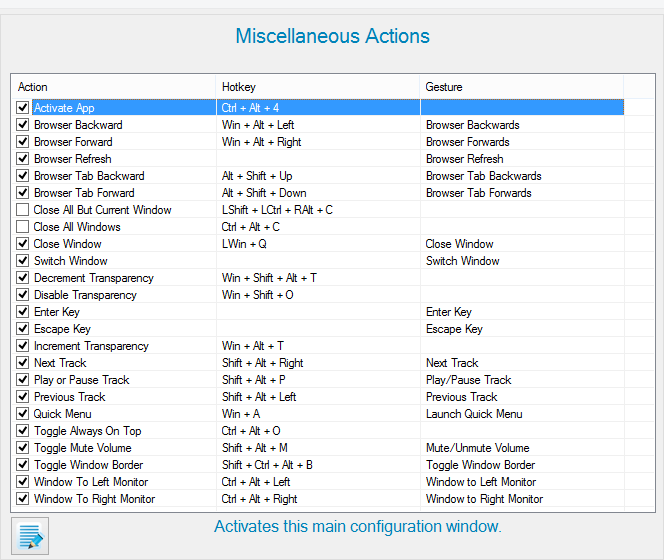 Miscellaneous Actions
Action Hotkey Gesture
Activate App Ctrl + Alt + 4
Browser Backward Win + Alt + Left Browser Backwards
Browser Forward Win + Alt + Right Browser Forwards
Browser Refresh Browser Refresh
Browser Tab Backward Alt + Shift + Up Browser Tab Backwards
Browser Tab Forward Alt + Shift + Down Browser Tab Forwards
Close All But Current Window LShift + LCtrl + RAlt + C
Close All Windows Ctrl + Alt + C
Close Window LWin + Q Close Window
Switch Window Switch Window
Decrement Transparency Win + Shift + Alt + T
Disable Transparency Win + Shift + O
Enter Key Enter Key
Escape Key Escape Key
Increment Transparency Win + Alt + T
Next Track Shift + Alt + Right Next Track
Play or Pause Track Shift + Alt + P Play/Pause Track
Previous Track Shift + Alt + Left Previous Track
Quick Menu Win + A Launch Quick Menu
Toggle Always On Top Ctrl + Alt + O
Toggle Mute Volume Shift + Alt + M Mute/Unmute Volume
Toggle Window Border Shift + Ctrl + Alt + B Toggle Window Border
Window To Left Monitor Ctrl + Alt + Left Window to Left Monitor
Window To Right Monitor Ctrl + Alt + Right Window to Right Monitor
Activates this main configuration window.